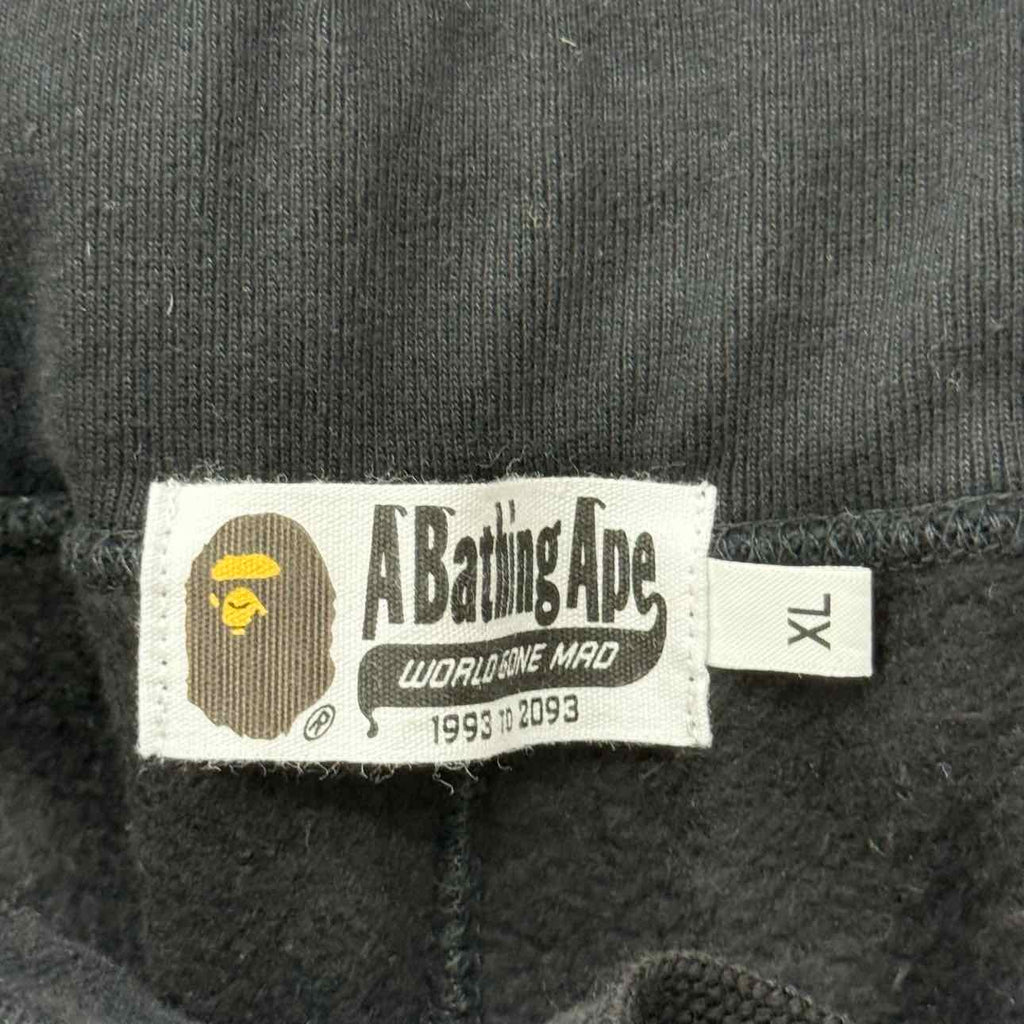 A Bathing Ape
WORLD GONE MAD
1993 TO 2093
®
XL